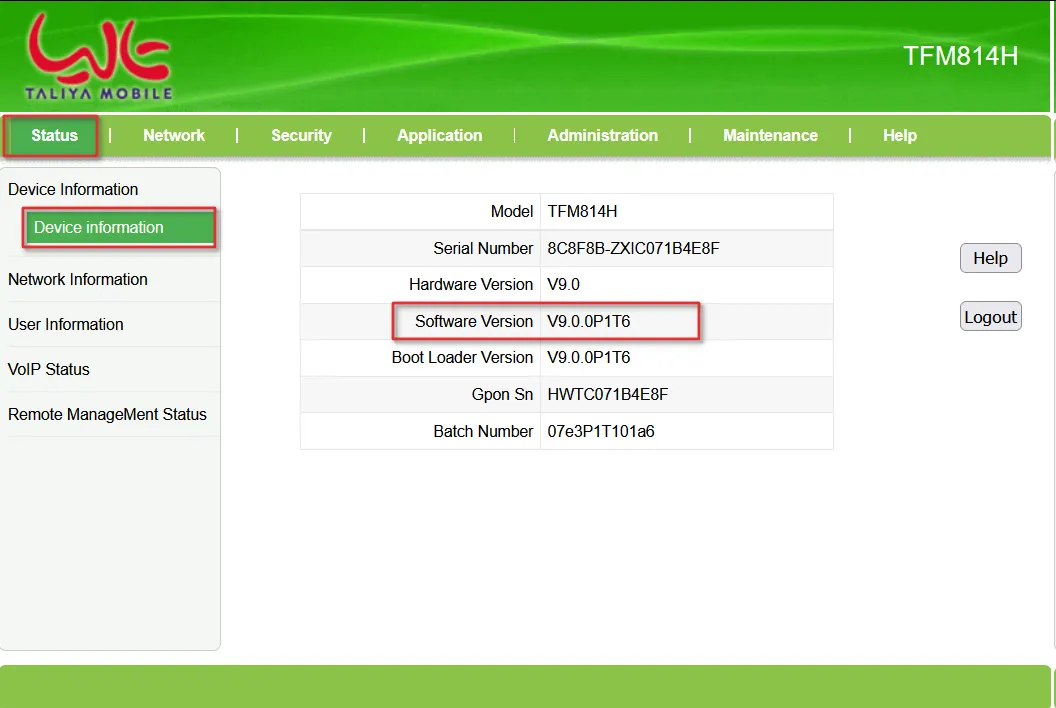 تالیا
TALIYA MOBILE
TFM814H
Status | Network | Security | Application | Administration | Maintenance | Help
Device Information
Device information
Network Information
User Information
VoIP Status
Remote ManageMent Status
Model TFM814H
Serial Number 8C8F8B-ZXIC071B4E8F
Hardware Version V9.0
Software Version V9.0.0P1T6
Boot Loader Version V9.0.0P1T6
Gpon Sn HWTC071B4E8F
Batch Number 07e3P1T101a6
Help
Logout